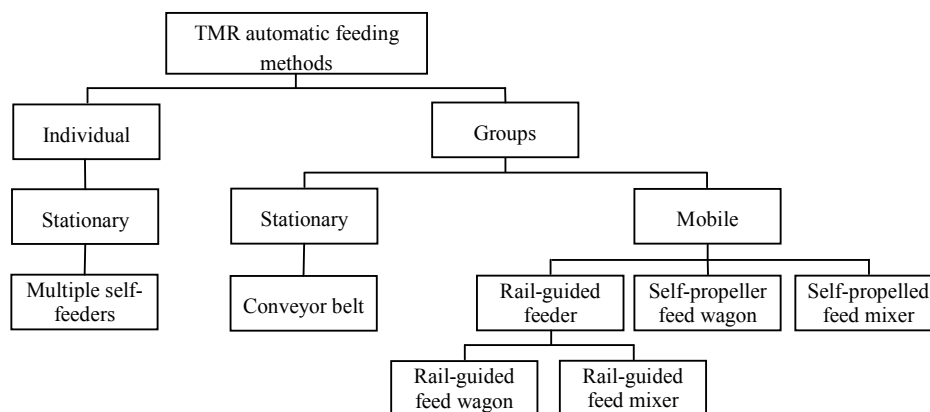 TMR automatic feeding
methods
Individual
Groups
Stationary
Stationary
Mobile
Multiple self-
feeders
Conveyor belt
Rail-guided
feeder
Self-propeller
feed wagon
Self-propelled
feed mixer
Rail-guided
feed wagon
Rail-guided
feed mixer